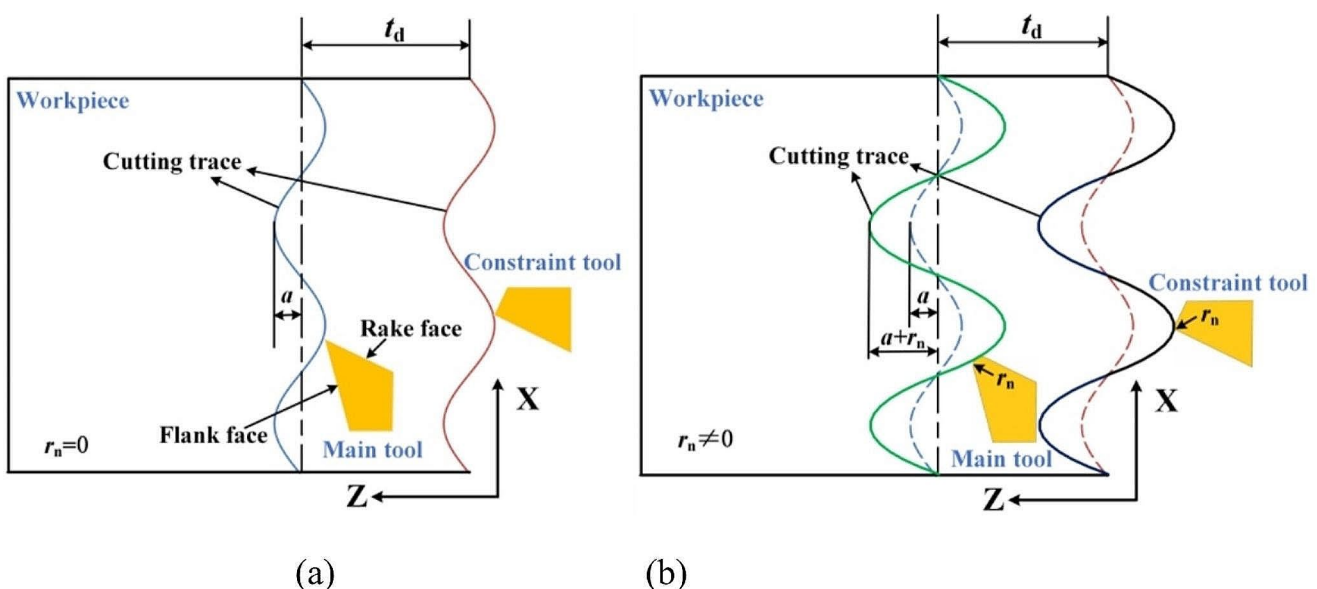 t_d
Workpiece
Cutting trace
Constraint tool
a
Rake face
X
Flank face
r_n=0
Main tool
Z
(a)
t_d
Workpiece
Cutting trace
Constraint tool
r_n
a
a+r_n
r_n
X
r_n≠0
Main tool
Z
(b)